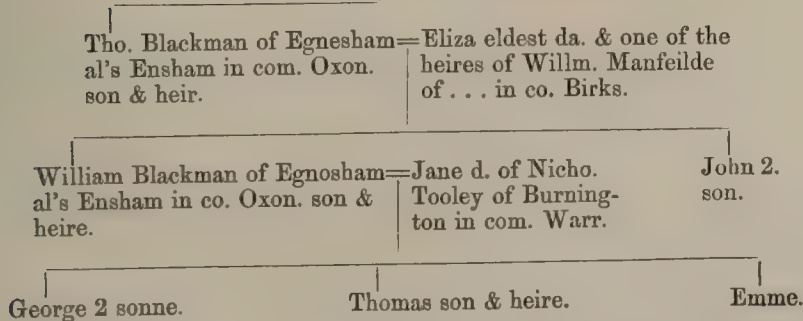 Tho. Blackman of Egnesham=Eliza eldest da. & one of the
al's Ensham in com. Oxon. heires of Willm. Manfeilde
son & heir. of . . . in co. Birks.
William Blackman of Egnosham=Jane d. of Nicho. John 2.
al's Ensham in co. Oxon. son & Tooley of Burning- son.
heire. ton in com. Warr.
George 2 sonne. Thomas son & heire. Emme.